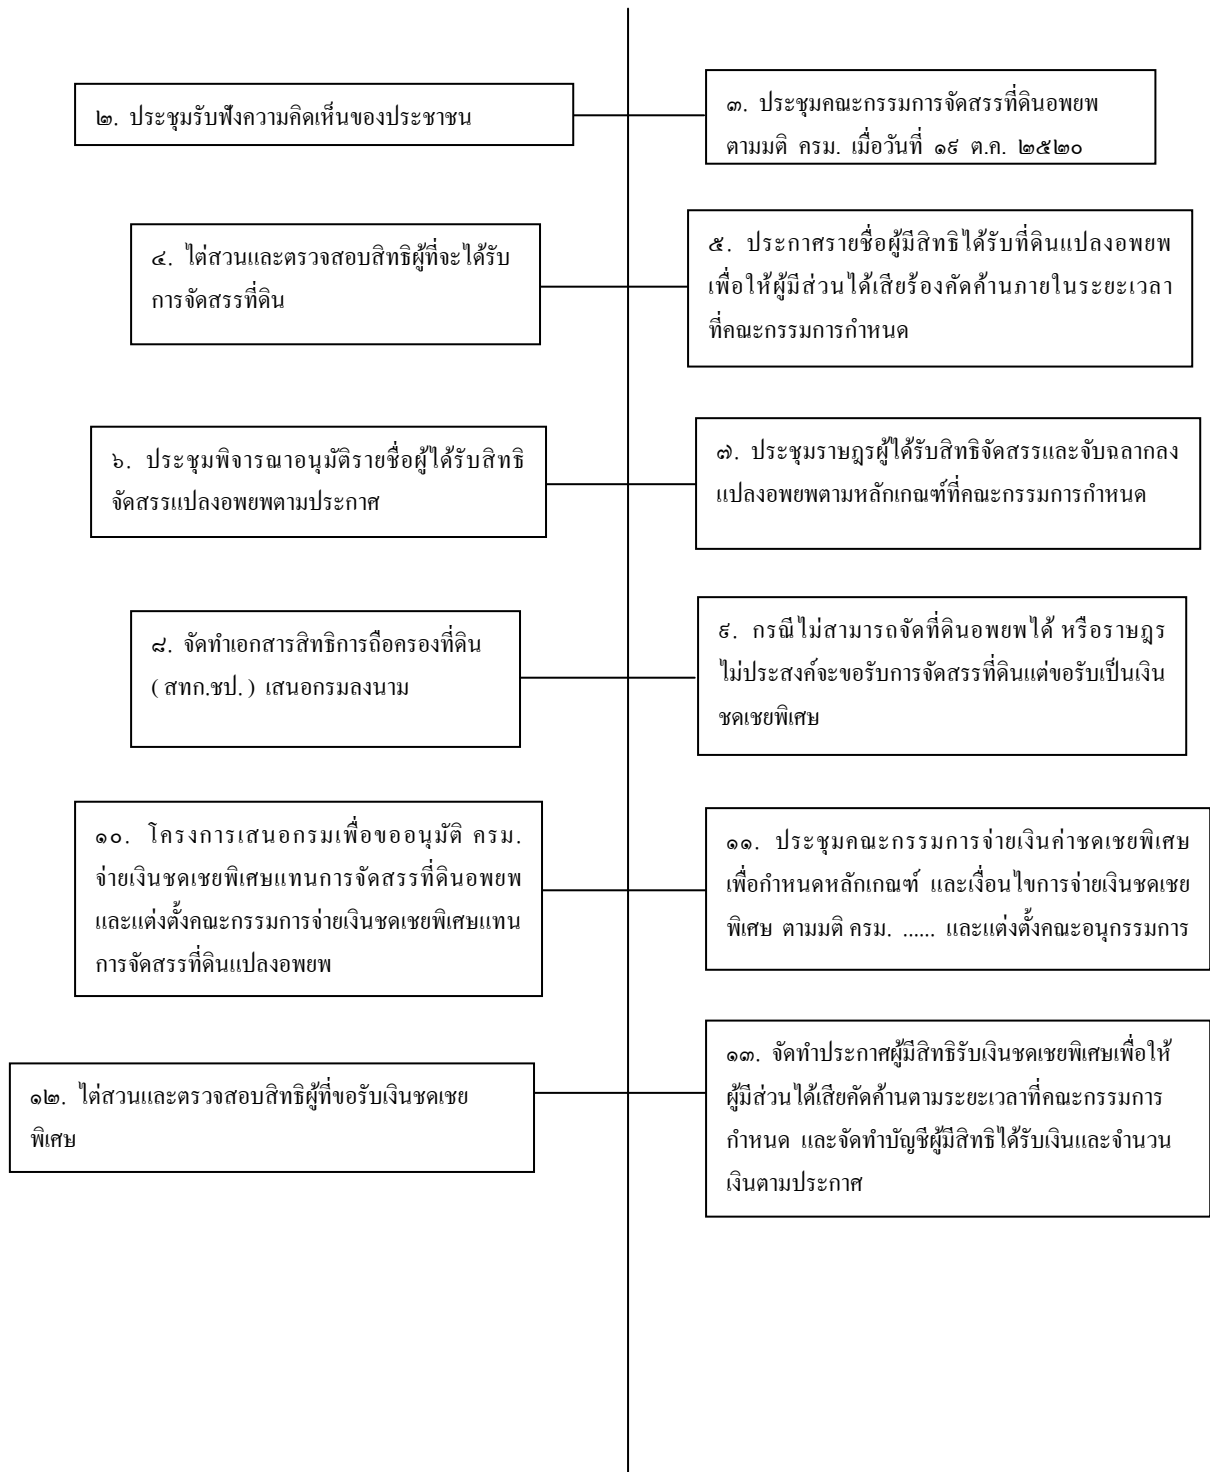 ๒. ประชุมรับฟังความคิดเห็นของประชาชน
๓. ประชุมคณะกรรมการจัดสรรที่ดินอพยพ
ตามมติ ครม. เมื่อวันที่ ๑๙ ต.ค. ๒๕๒๐
๔. ไต่สวนและตรวจสอบสิทธิผู้ที่จะได้รับ
การจัดสรรที่ดิน
๕. ประกาศรายชื่อผู้มีสิทธิได้รับที่ดินแปลงอพยพ
เพื่อให้ผู้มีส่วนได้เสียร้องคัดค้านภายในระยะเวลา
ที่คณะกรรมการกำหนด
๖. ประชุมพิจารณาอนุมัติรายชื่อผู้ได้รับสิทธิ
จัดสรรแปลงอพยพตามประกาศ
๗. ประชุมราษฎรผู้ได้รับสิทธิจัดสรรและจับฉลากลง
แปลงอพยพตามหลักเกณฑ์ที่คณะกรรมการกำหนด
๘. จัดทำเอกสารสิทธิการถือครองที่ดิน
( สทก.ชป. ) เสนอกรมลงนาม
๙. กรณีไม่สามารถจัดที่ดินอพยพได้ หรือราษฎร
ไม่ประสงค์จะขอรับการจัดสรรที่ดินแต่ขอรับเป็นเงิน
ชดเชยพิเศษ
๑๐. โครงการเสนอกรมเพื่อขออนุมัติ ครม.
จ่ายเงินชดเชยพิเศษแทนการจัดสรรที่ดินอพยพ
และแต่งตั้งคณะกรรมการจ่ายเงินชดเชยพิเศษแทน
การจัดสรรที่ดินแปลงอพยพ
๑๑. ประชุมคณะกรรมการจ่ายเงินค่าชดเชยพิเศษ
เพื่อกำหนดหลักเกณฑ์ และเงื่อนไขการจ่ายเงินชดเชย
พิเศษ ตามมติ ครม. ...... และแต่งตั้งคณะอนุกรรมการ
๑๒. ไต่สวนและตรวจสอบสิทธิผู้ที่ขอรับเงินชดเชย
พิเศษ
๑๓. จัดทำประกาศผู้มีสิทธิรับเงินชดเชยพิเศษเพื่อให้
ผู้มีส่วนได้เสียคัดค้านตามระยะเวลาที่คณะกรรมการ
กำหนด และจัดทำบัญชีผู้มีสิทธิได้รับเงินและจำนวน
เงินตามประกาศ